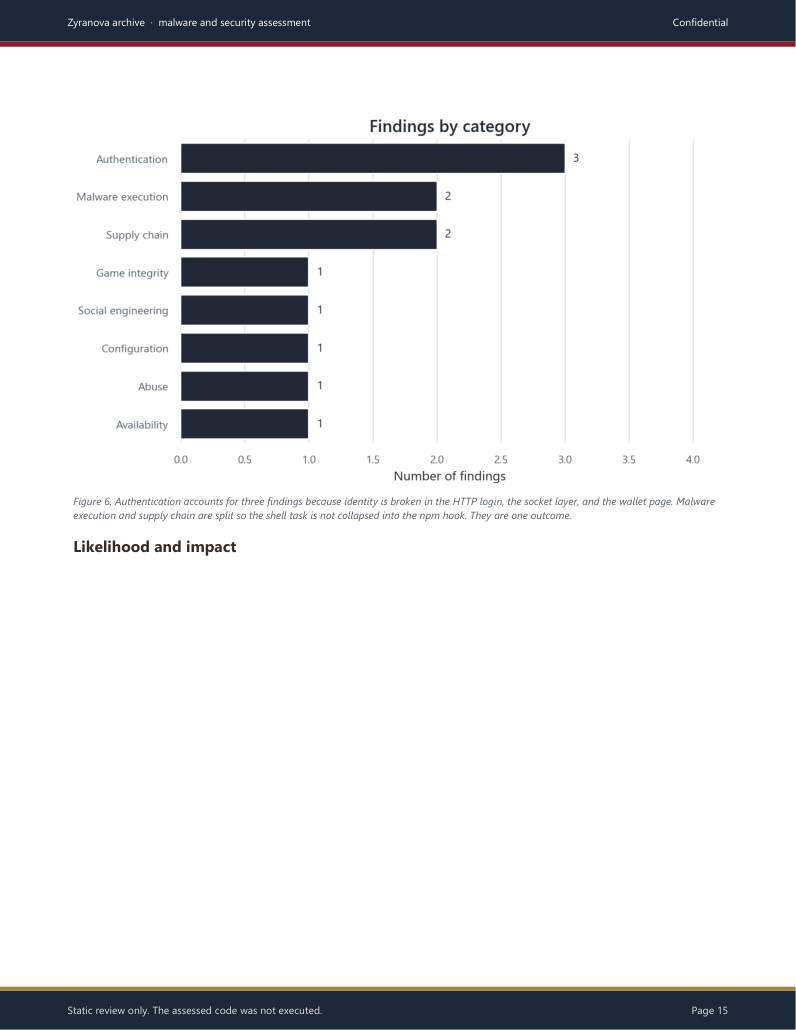 Zyranova archive · malware and security assessment
Confidential
Findings by category
Authentication 3
Malware execution 2
Supply chain 2
Game integrity 1
Social engineering 1
Configuration 1
Abuse 1
Availability 1
0.0 0.5 1.0 1.5 2.0 2.5 3.0 3.5 4.0
Number of findings
Figure 6. Authentication accounts for three findings because identity is broken in the HTTP login, the socket layer, and the wallet page. Malware
execution and supply chain are split so the shell task is not collapsed into the npm hook. They are one outcome.
Likelihood and impact
Static review only. The assessed code was not executed.
Page 15